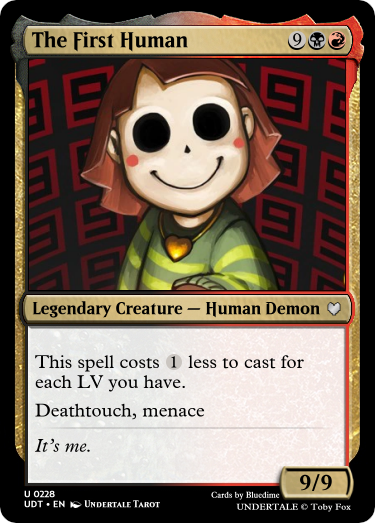 The First Human 9
Legendary Creature — Human Demon
This spell costs 1 less to cast for
each LV you have.
Deathtouch, menace
It's me.
9/9
U 0228
UDT • EN Undertale Tarot
Cards by Bluedime
UNDERTALE © Toby Fox